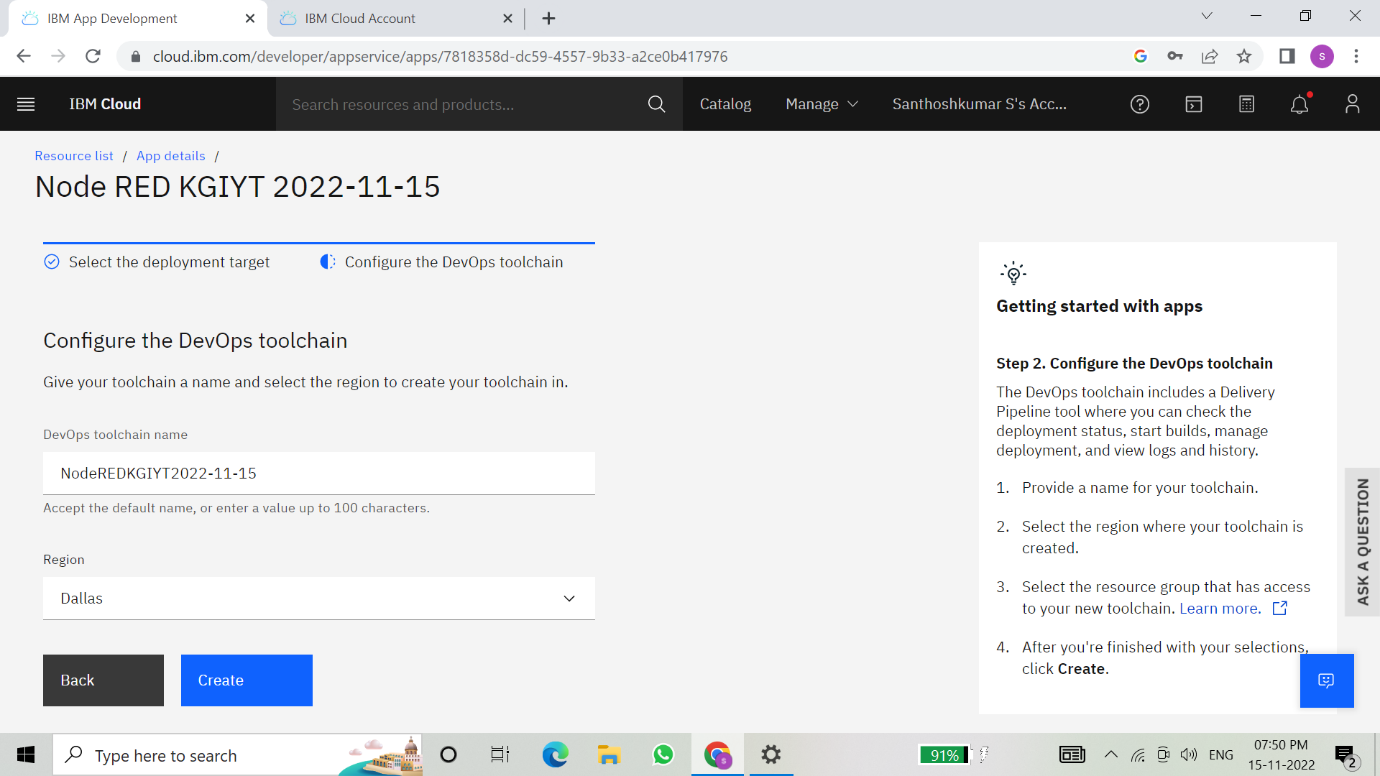 IBM App Development
IBM Cloud Account
cloud.ibm.com/developer/appservice/apps/7818358d-dc59-4557-9b33-a2ce0b417976
S
IBM Cloud
Search resources and products...
Catalog
Manage
Santhoshkumar S's Acc...
Resource list / App details /
Node RED KGIYT 2022-11-15
Select the deployment target
Configure the DevOps toolchain
Configure the DevOps toolchain
Give your toolchain a name and select the region to create your toolchain in.
DevOps toolchain name
NodeREDKGIYT2022-11-15
Accept the default name, or enter a value up to 100 characters.
Region
Dallas
Back
Create
Getting started with apps
Step 2. Configure the DevOps toolchain
The DevOps toolchain includes a Delivery
Pipeline tool where you can check the
deployment status, start builds, manage
deployment, and view logs and history.
1. Provide a name for your toolchain.
2. Select the region where your toolchain is
created.
3. Select the resource group that has access
to your new toolchain. Learn more.
4. After you're finished with your selections,
click Create.
ASK A QUESTION
Type here to search
S
91%
ENG
07:50 PM
15-11-2022
2